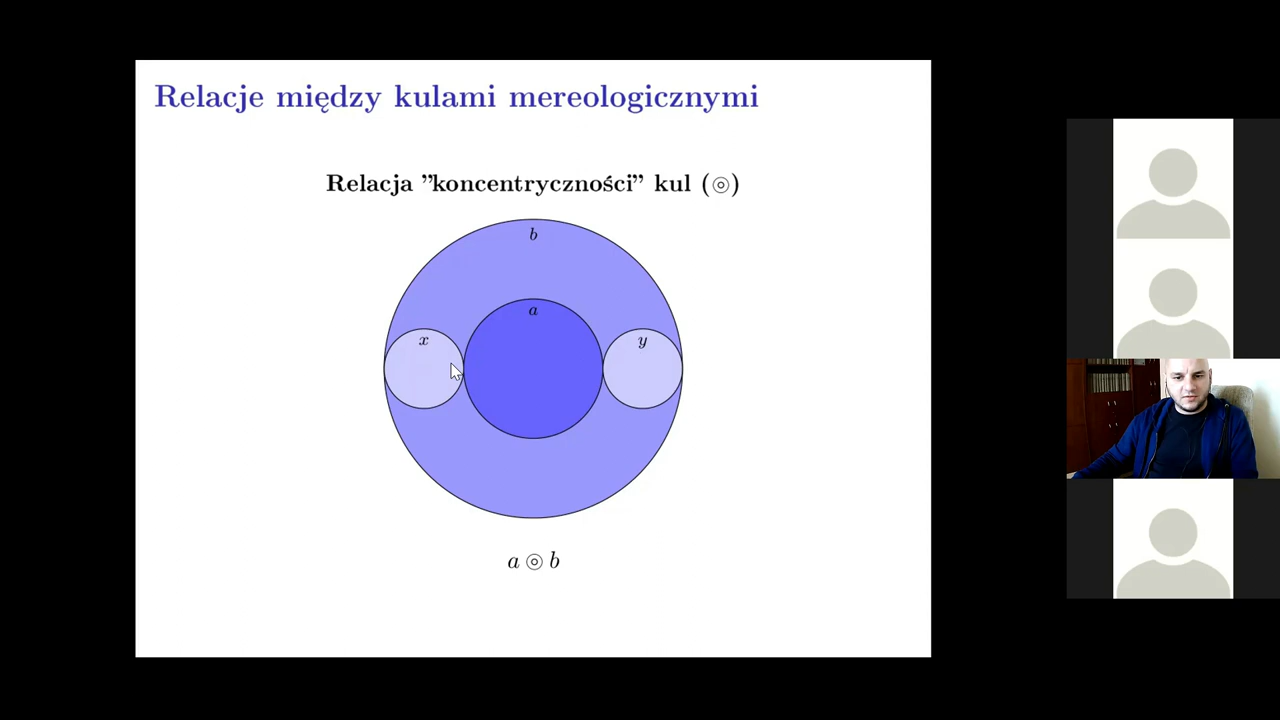 Relacje między kulami mereologicznymi
Relacja ”koncentryczności” kul (⊚)
b
a
x
y
a ⊚ b